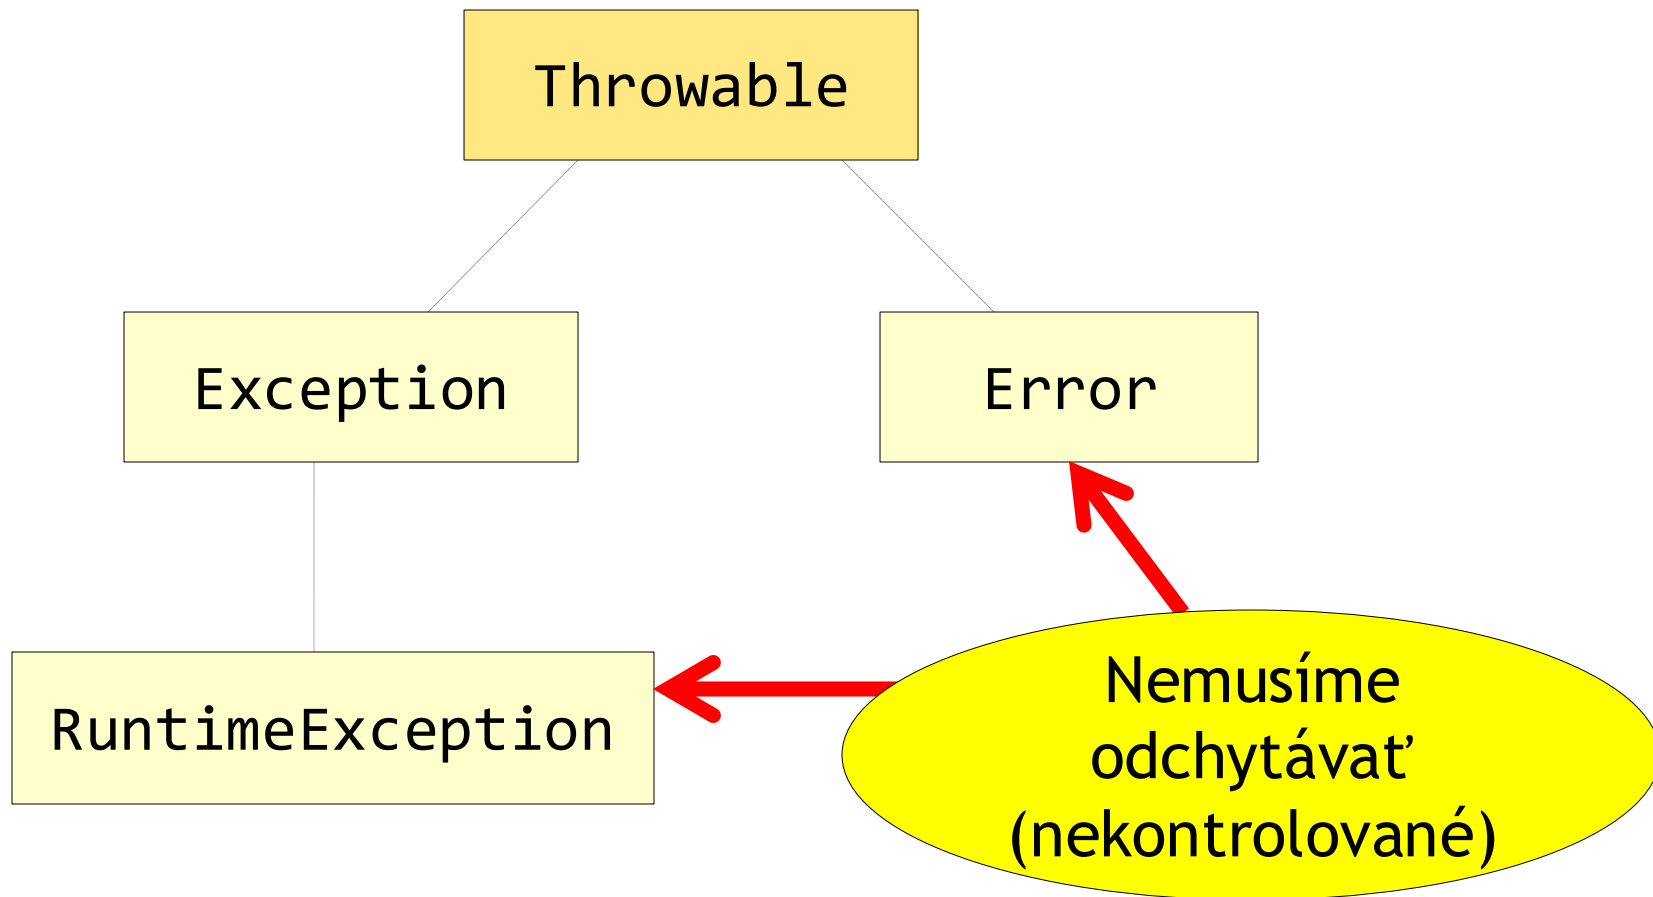 Throwable
Exception
Error
RuntimeException
Nemusíme
odchytávať
(nekontrolované)